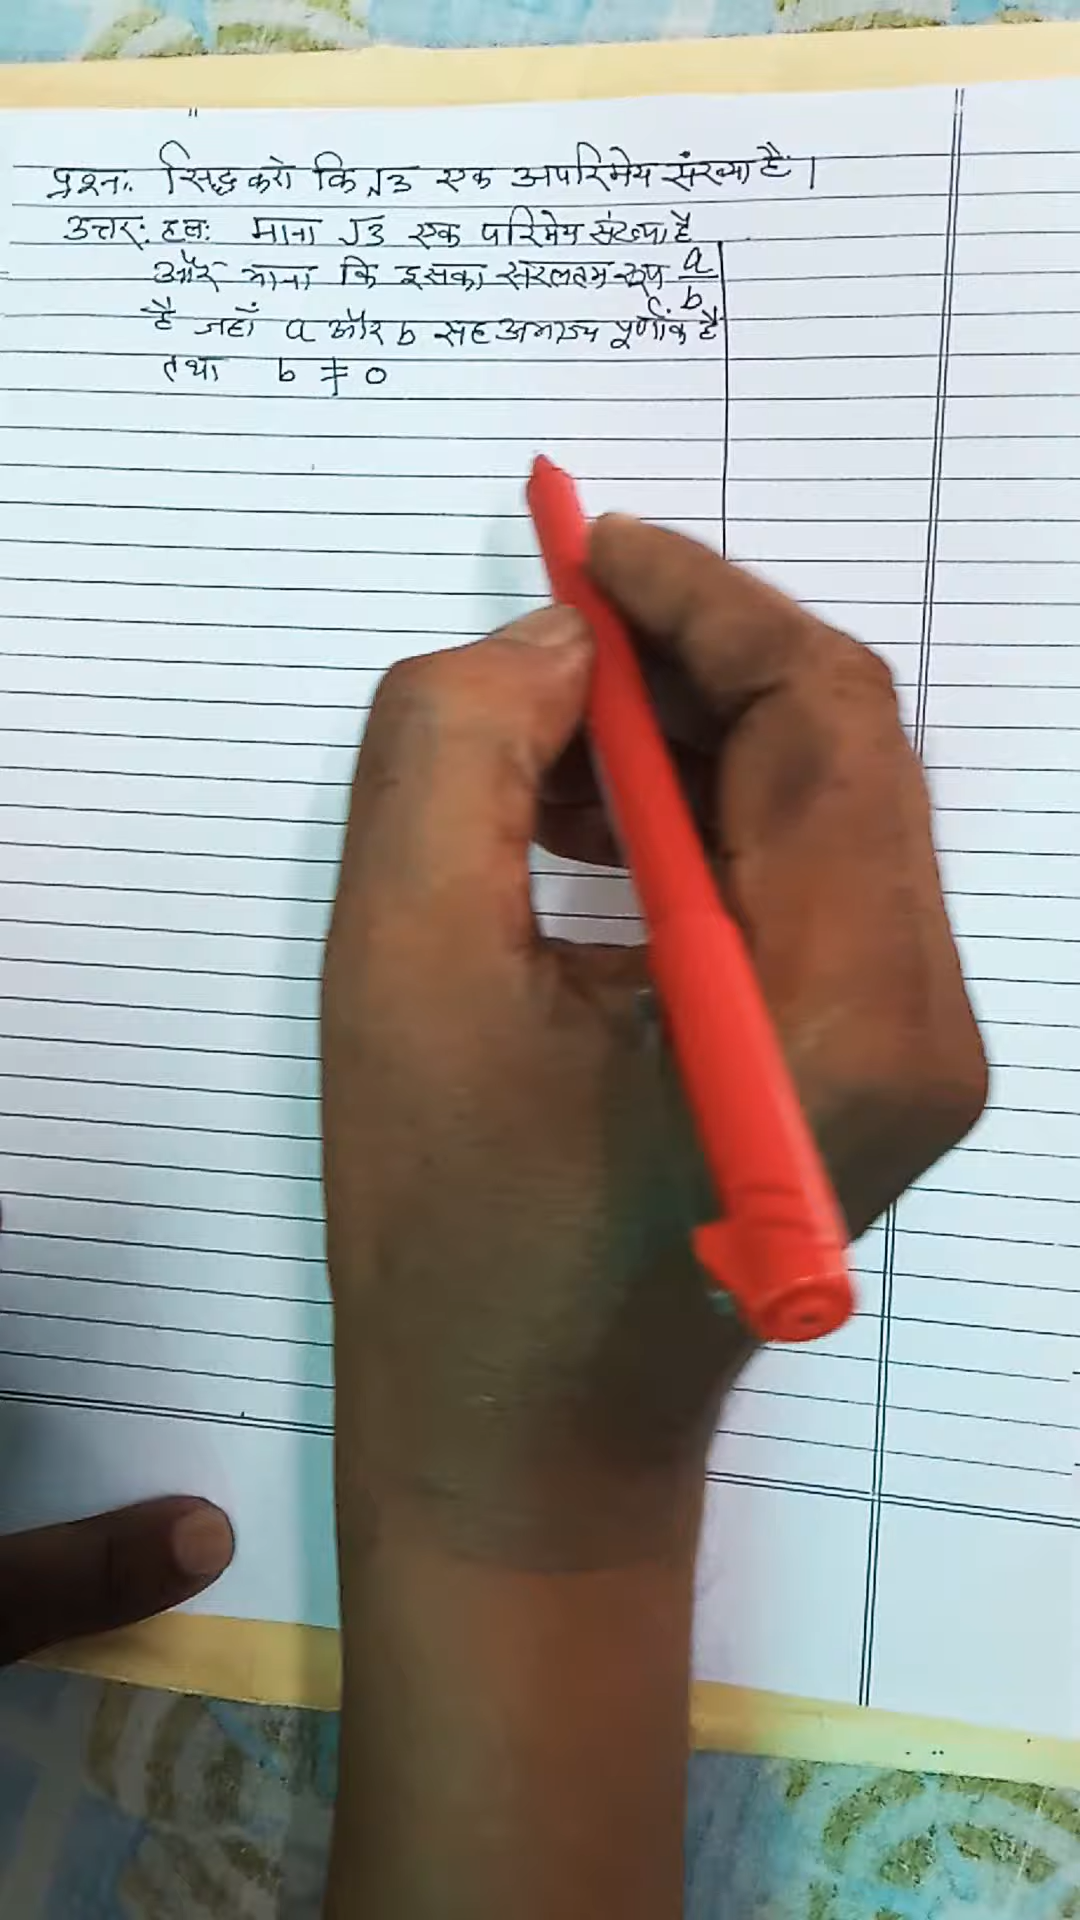 प्रश्न:. सिद्ध करो कि √3 एक अपरिमेय संख्या है।
उत्तर: हल: माना √3 एक परिमेय संख्या है
और माना कि इसका सरलतम रूप a/b
है जहाँ a और b सह अभाज्य पूर्णांक है
तथा b ≠ 0